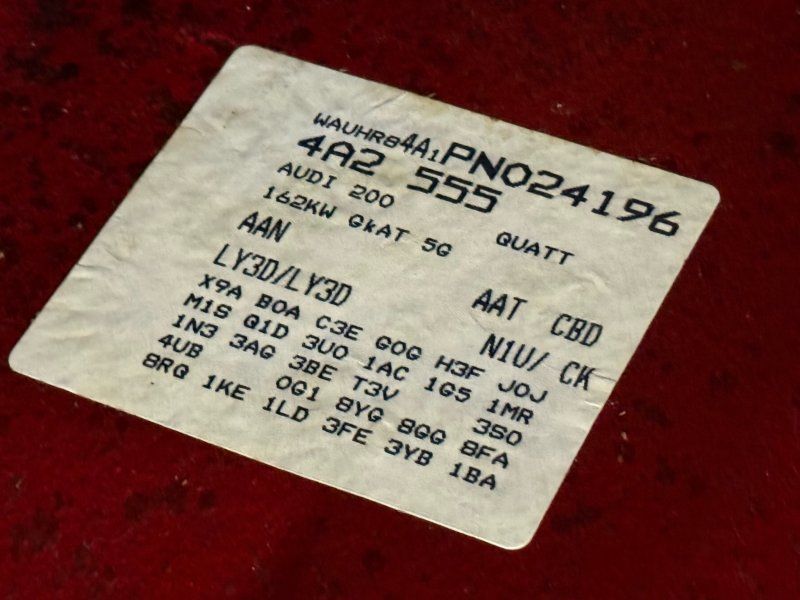 WAUHR84A1PN024196
4A2 555
AUDI 200 QUATT
162KW GkAT 5G
AAN AAT CBD
LY3D/LY3D N1U/ CK
X9A B0A C3E G0G H3F J0J
M1S Q1D 3U0 1AC 1G5 1MR
1N3 3AG 3BE T3V 3S0
4UB 0G1 8YG 8GG 8FA
8RG 1KE 1LD 3FE 3YB 1BA